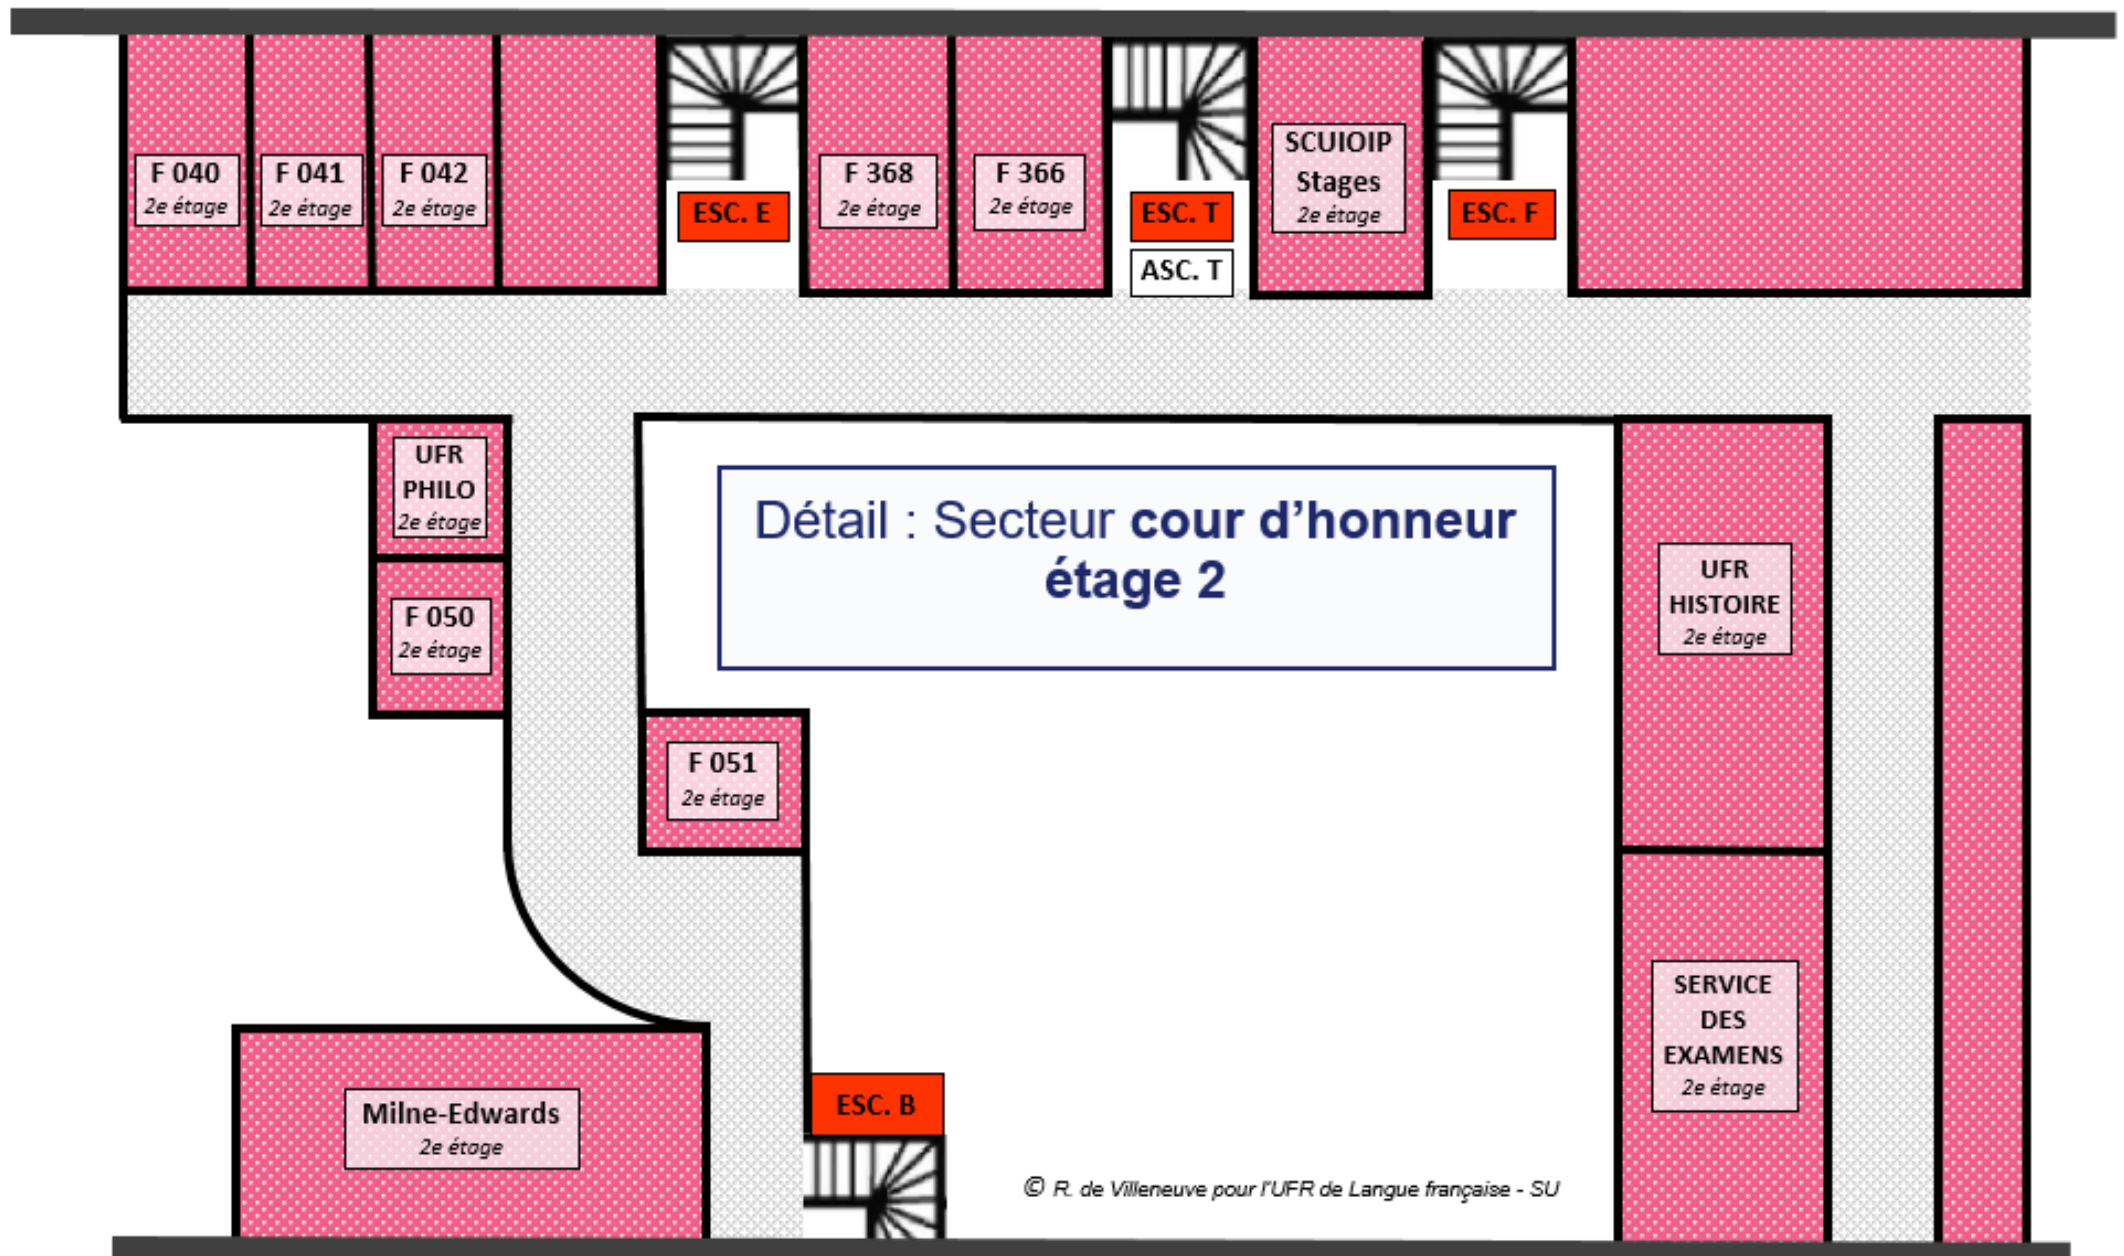 F 040
2e étage
F 041
2e étage
F 042
2e étage
ESC. E
F 368
2e étage
F 366
2e étage
ESC. T
ASC. T
SCUIOIP
Stages
2e étage
ESC. F
UFR
PHILO
2e étage
F 050
2e étage
Détail : Secteur cour d’honneur
étage 2
F 051
2e étage
UFR
HISTOIRE
2e étage
SERVICE
DES
EXAMENS
2e étage
Milne-Edwards
2e étage
ESC. B
© R. de Villeneuve pour l'UFR de Langue française - SU